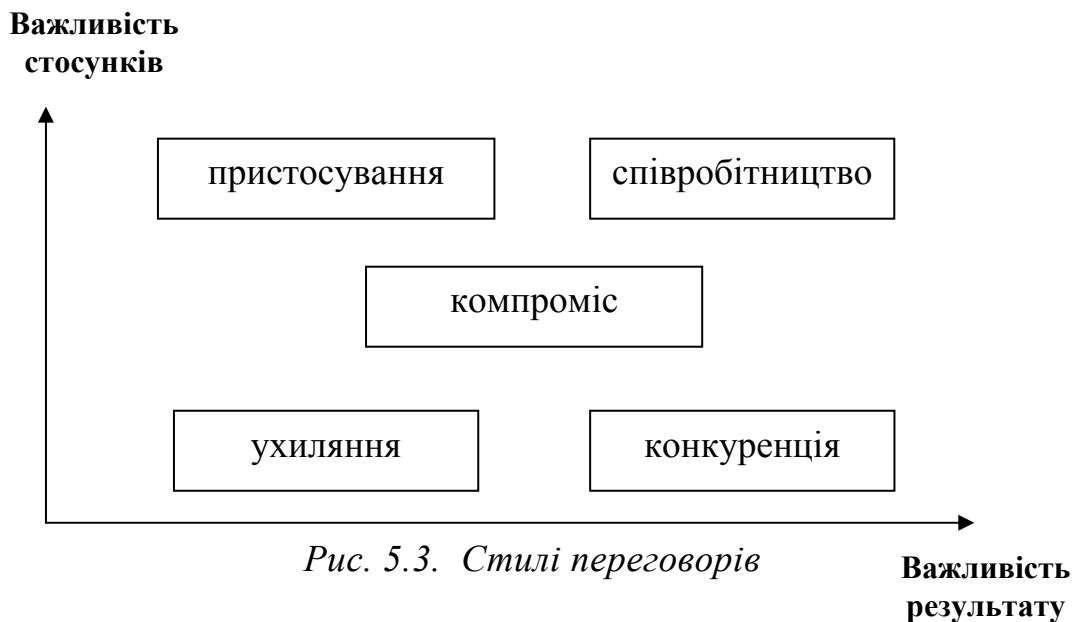 Важливість
стосунків
пристосування
співробітництво
компроміс
ухиляння
конкуренція
Рис. 5.3. Стилі переговорів
Важливість
результату